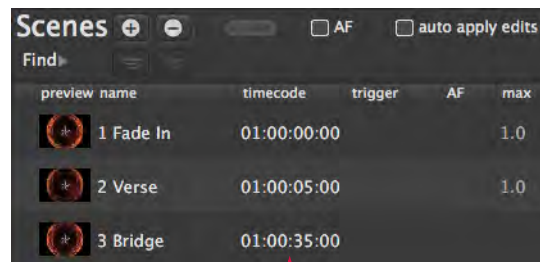 Scenes AF auto apply edits
Find
preview name timecode trigger AF max
1 Fade In 01:00:00:00 1.0
2 Verse 01:00:05:00 1.0
3 Bridge 01:00:35:00